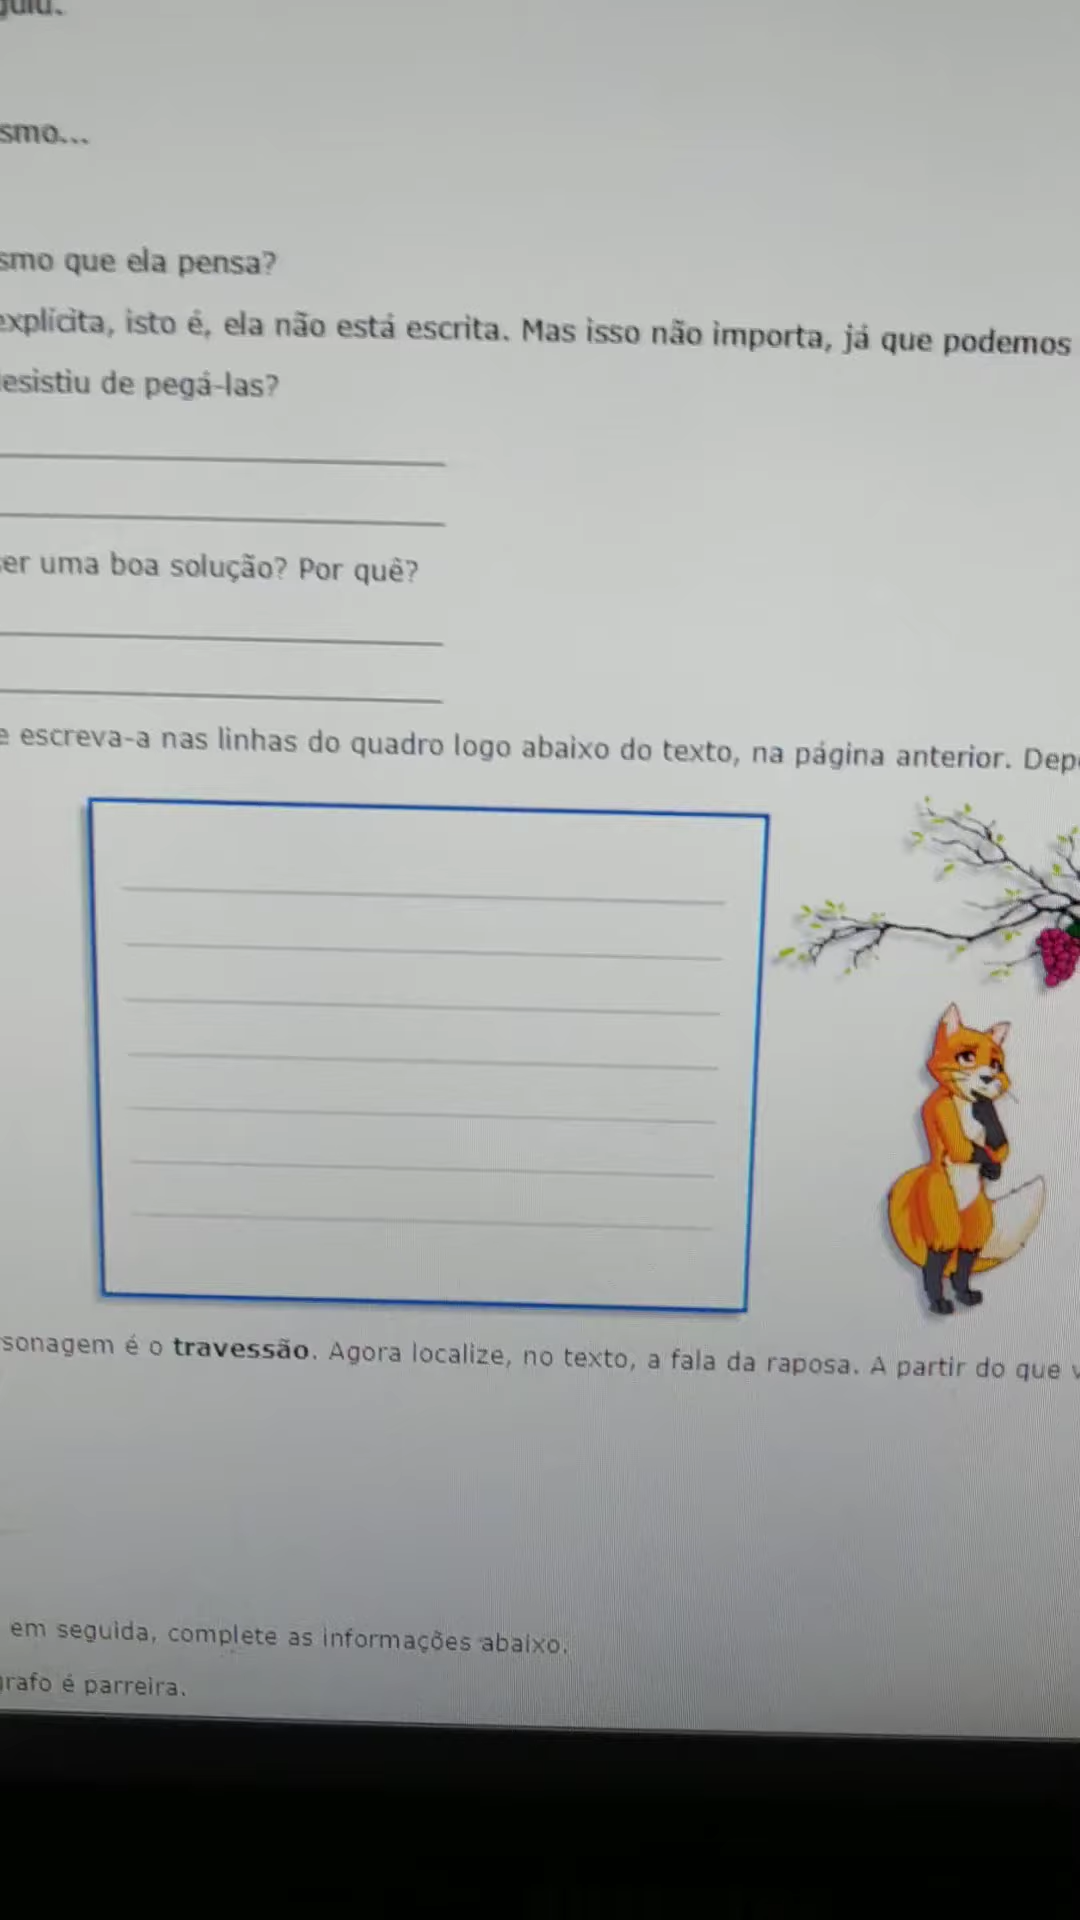 smo...
smo que ela pensa?
explícita, isto é, ela não está escrita. Mas isso não importa, já que podemos
esistiu de pegá-las?
er uma boa solução? Por quê?
e escreva-a nas linhas do quadro logo abaixo do texto, na página anterior. Dep
sonagem é o travessão. Agora localize, no texto, a fala da raposa. A partir do que v
em seguida, complete as informações abaixo.
grafo é parreira.